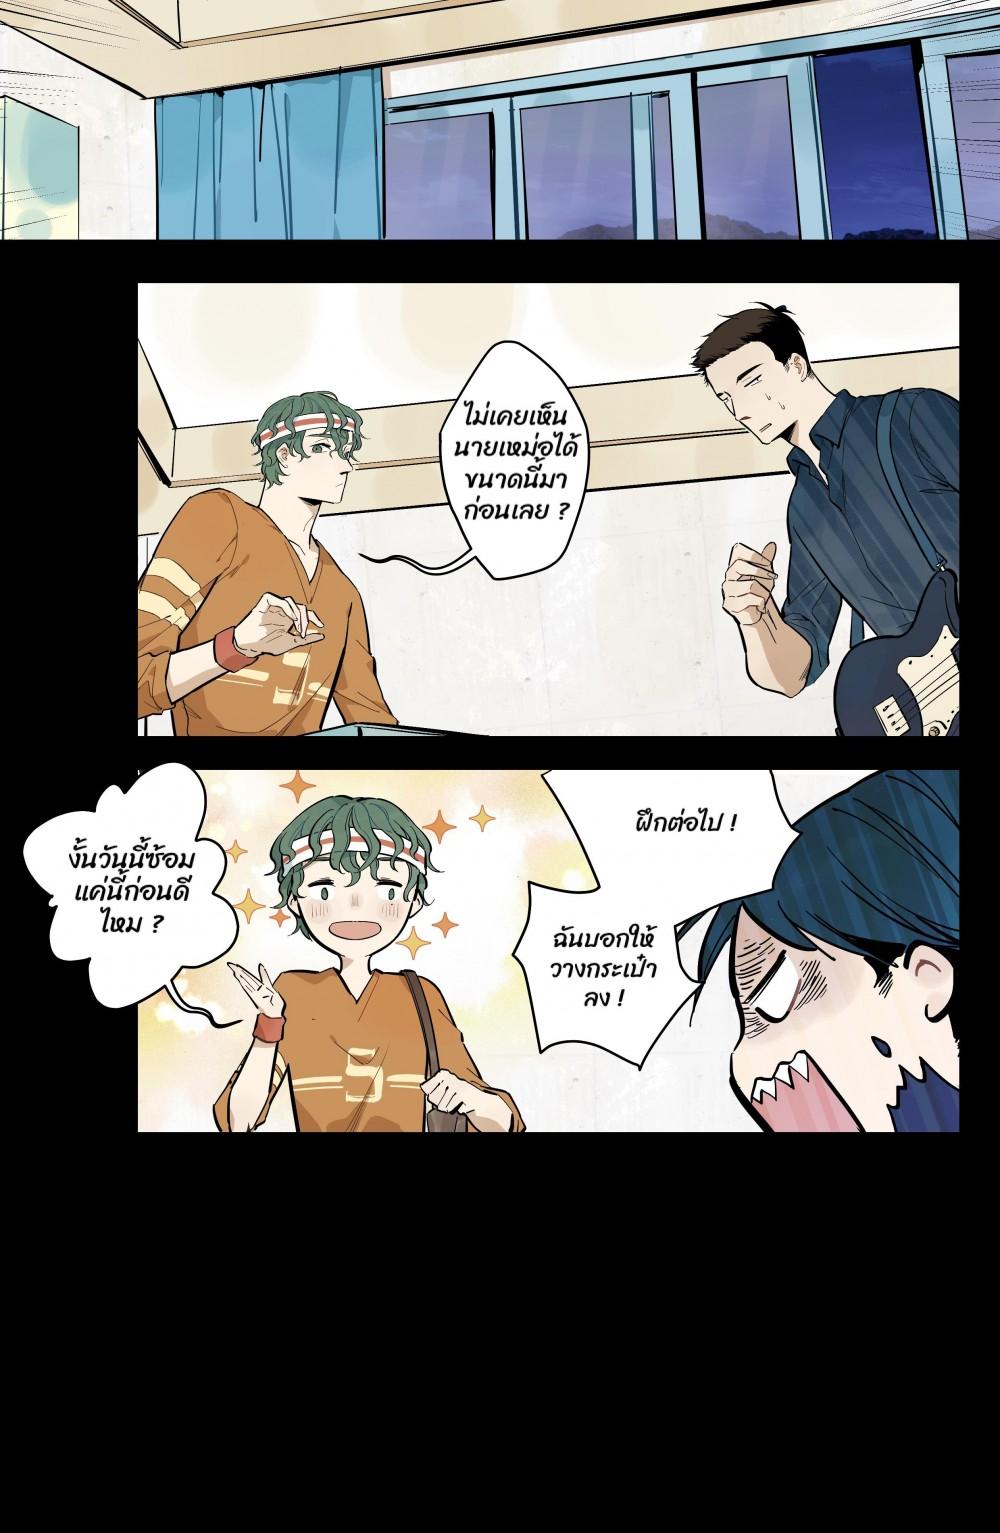 ไม่เคยเห็น
นายเหม่อได้
ขนาดนี้มา
ก่อนเลย ?
งั้นวันนี้ซ้อม
แค่นี้ก่อนดี
ไหม ?
ฝึกต่อไป !
ฉันบอกให้
วางกระเป๋า
ลง !